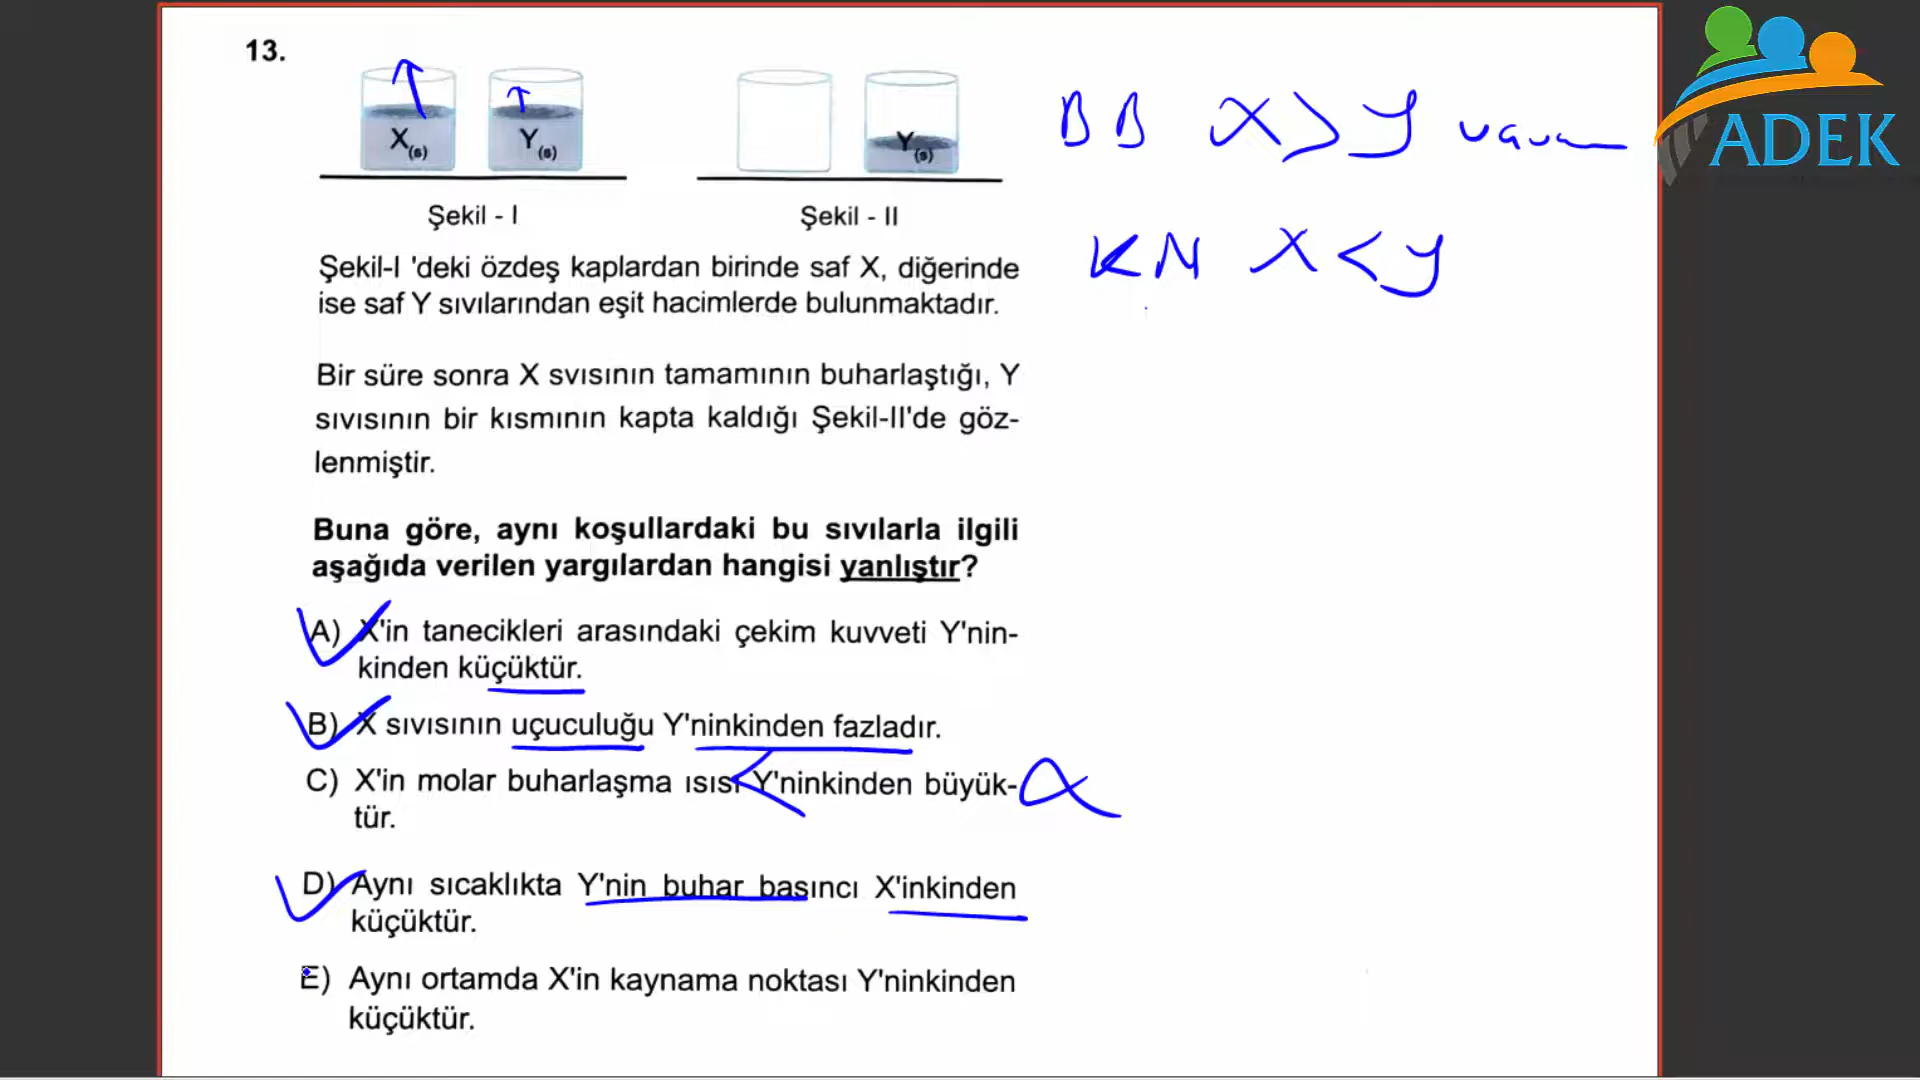 13.
X(s)
Y(s)
Y(s)
BB X > Y
ADEK
Şekil - I
Şekil - II
KN X < Y
Şekil-I 'deki özdeş kaplardan birinde saf X, diğerinde
ise saf Y sıvılarından eşit hacimlerde bulunmaktadır.
Bir süre sonra X svısının tamamının buharlaştığı, Y
sıvısının bir kısmının kapta kaldığı Şekil-II'de göz-
lenmiştir.
Buna göre, aynı koşullardaki bu sıvılarla ilgili
aşağıda verilen yargılardan hangisi yanlıştır?
A) X'in tanecikleri arasındaki çekim kuvveti Y'nin-
kinden küçüktür.
B) X sıvısının uçuculuğu Y'ninkinden fazladır.
C) X'in molar buharlaşma ısısı < Y'ninkinden büyük-
tür.
D) Aynı sıcaklıkta Y'nin buhar basıncı X'inkinden
küçüktür.
E) Aynı ortamda X'in kaynama noktası Y'ninkinden
küçüktür.